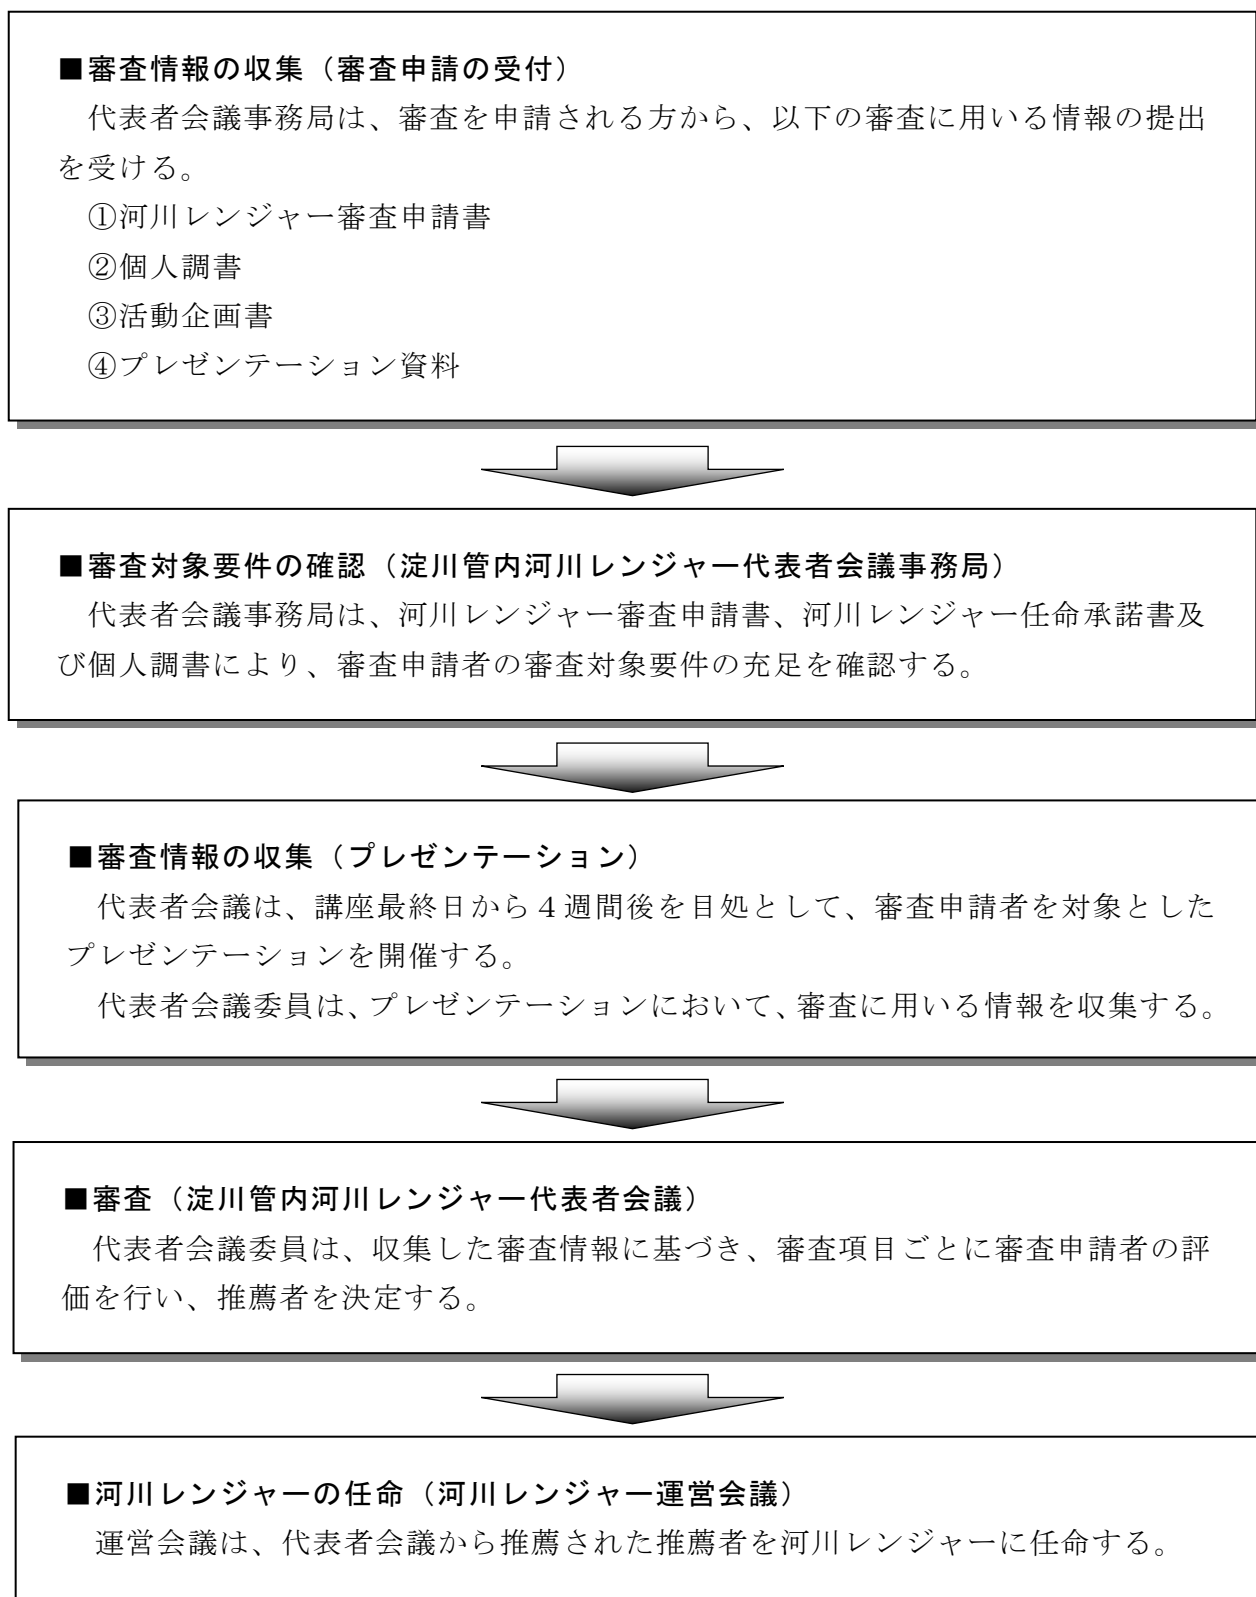 ■審査情報の収集（審査申請の受付）
代表者会議事務局は、審査を申請される方から、以下の審査に用いる情報の提出
を受ける。
①河川レンジャー審査申請書
②個人調書
③活動企画書
④プレゼンテーション資料
■審査対象要件の確認（淀川管内河川レンジャー代表者会議事務局）
代表者会議事務局は、河川レンジャー審査申請書、河川レンジャー任命承諾書及
び個人調書により、審査申請者の審査対象要件の充足を確認する。
■審査情報の収集（プレゼンテーション）
代表者会議は、講座最終日から４週間後を目処として、審査申請者を対象とした
プレゼンテーションを開催する。
代表者会議委員は、プレゼンテーションにおいて、審査に用いる情報を収集する。
■審査（淀川管内河川レンジャー代表者会議）
代表者会議委員は、収集した審査情報に基づき、審査項目ごとに審査申請者の評
価を行い、推薦者を決定する。
■河川レンジャーの任命（河川レンジャー運営会議）
運営会議は、代表者会議から推薦された推薦者を河川レンジャーに任命する。